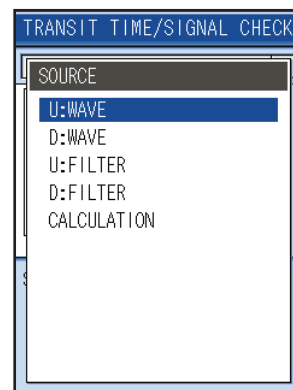 TRANSIT TIME/SIGNAL CHECK
SOURCE
U:WAVE
D:WAVE
U:FILTER
D:FILTER
CALCULATION